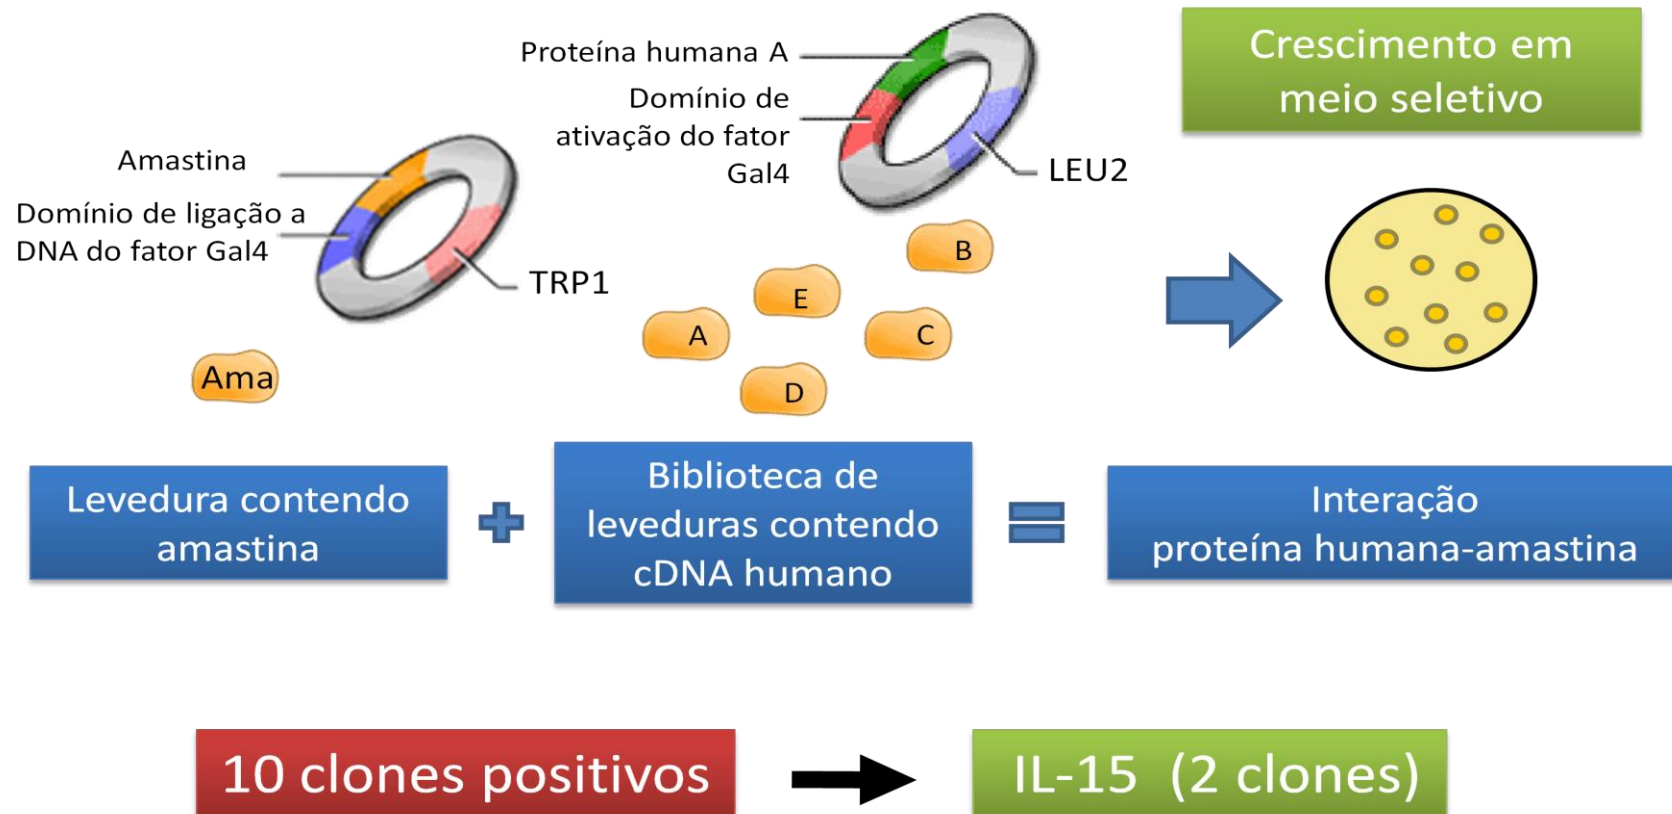 Proteína humana A
Domínio de
ativação do fator
Gal4
LEU2
Crescimento em
meio seletivo
Amastina
Domínio de ligação a
DNA do fator Gal4
TRP1
Ama
A
E
B
C
D
Levedura contendo
amastina
Biblioteca de
leveduras contendo
cDNA humano
Interação
proteína humana-amastina
10 clones positivos
IL-15 (2 clones)